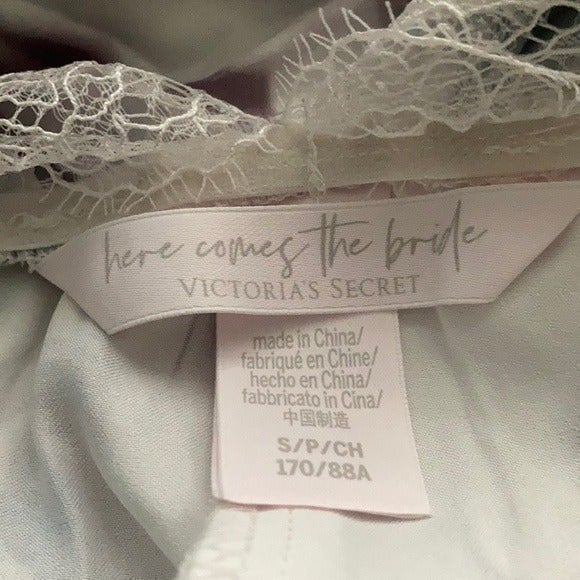 here comes the bride
VICTORIA'S SECRET
made in China/
fabriqué en Chine/
hecho en China/
fabbricato in Cina/
中国制造
S/P/CH
170/88A